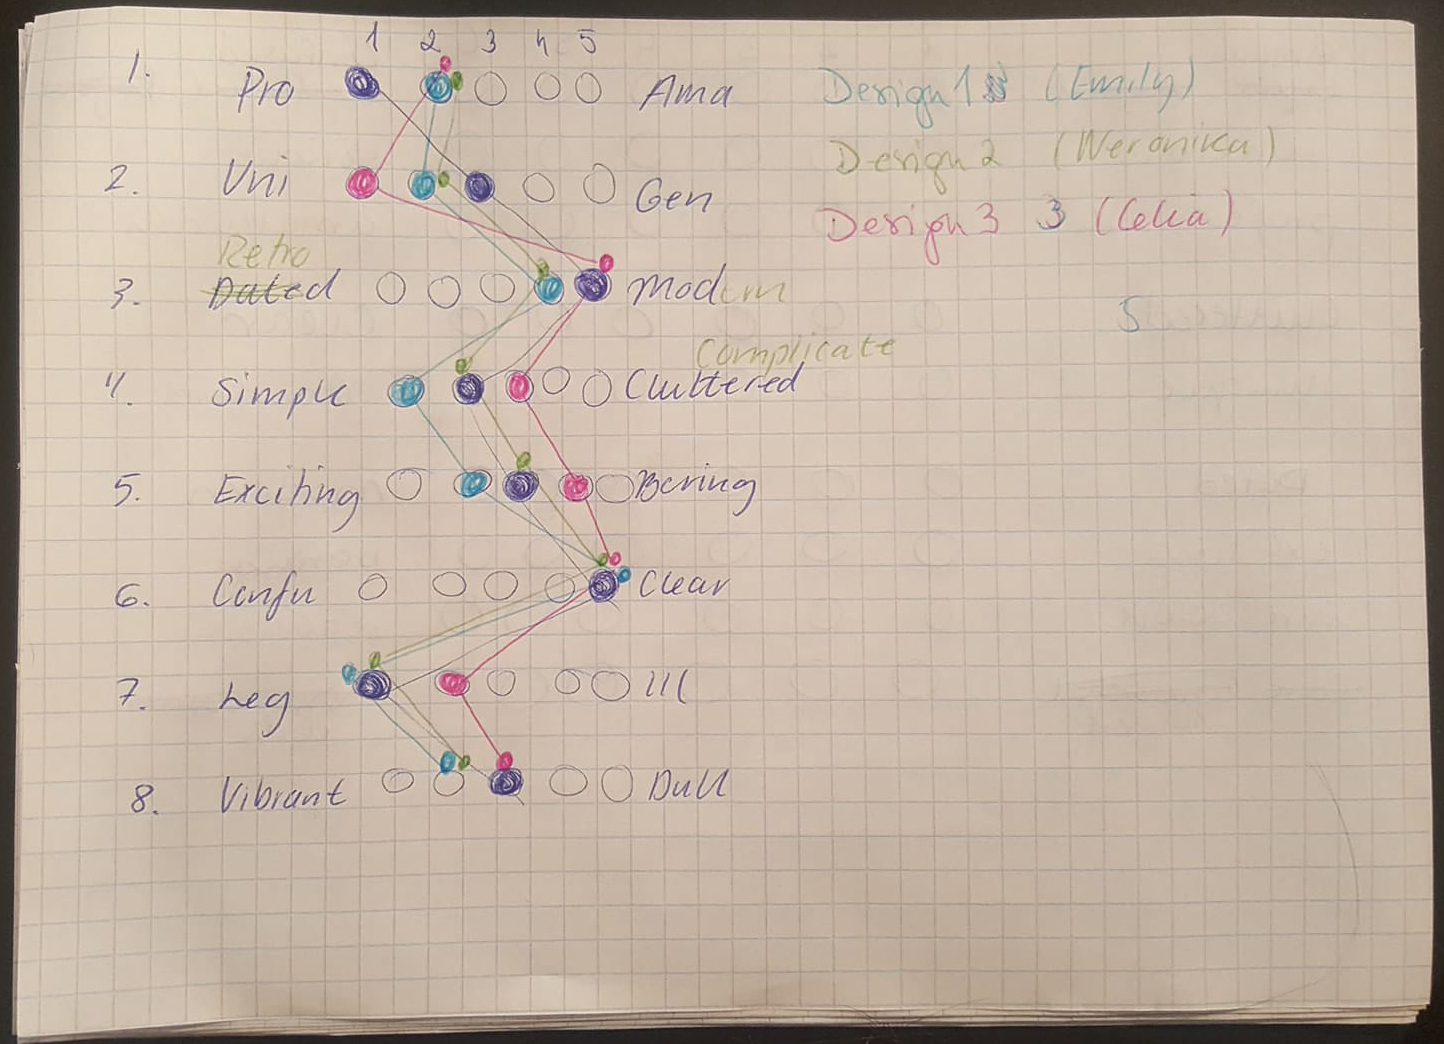 1 2 3 4 5
1. Pro Ama Design 1 (Emily)
Design 2 (Weronika)
2. Uni Gen
Design 3 3 (Celia)
Retro
3. Dated Modern
5
Complicate
4. Simple Cluttered
5. Exciting Boring
6. Confu Clear
7. Leg Ill
8. Vibrant Dull